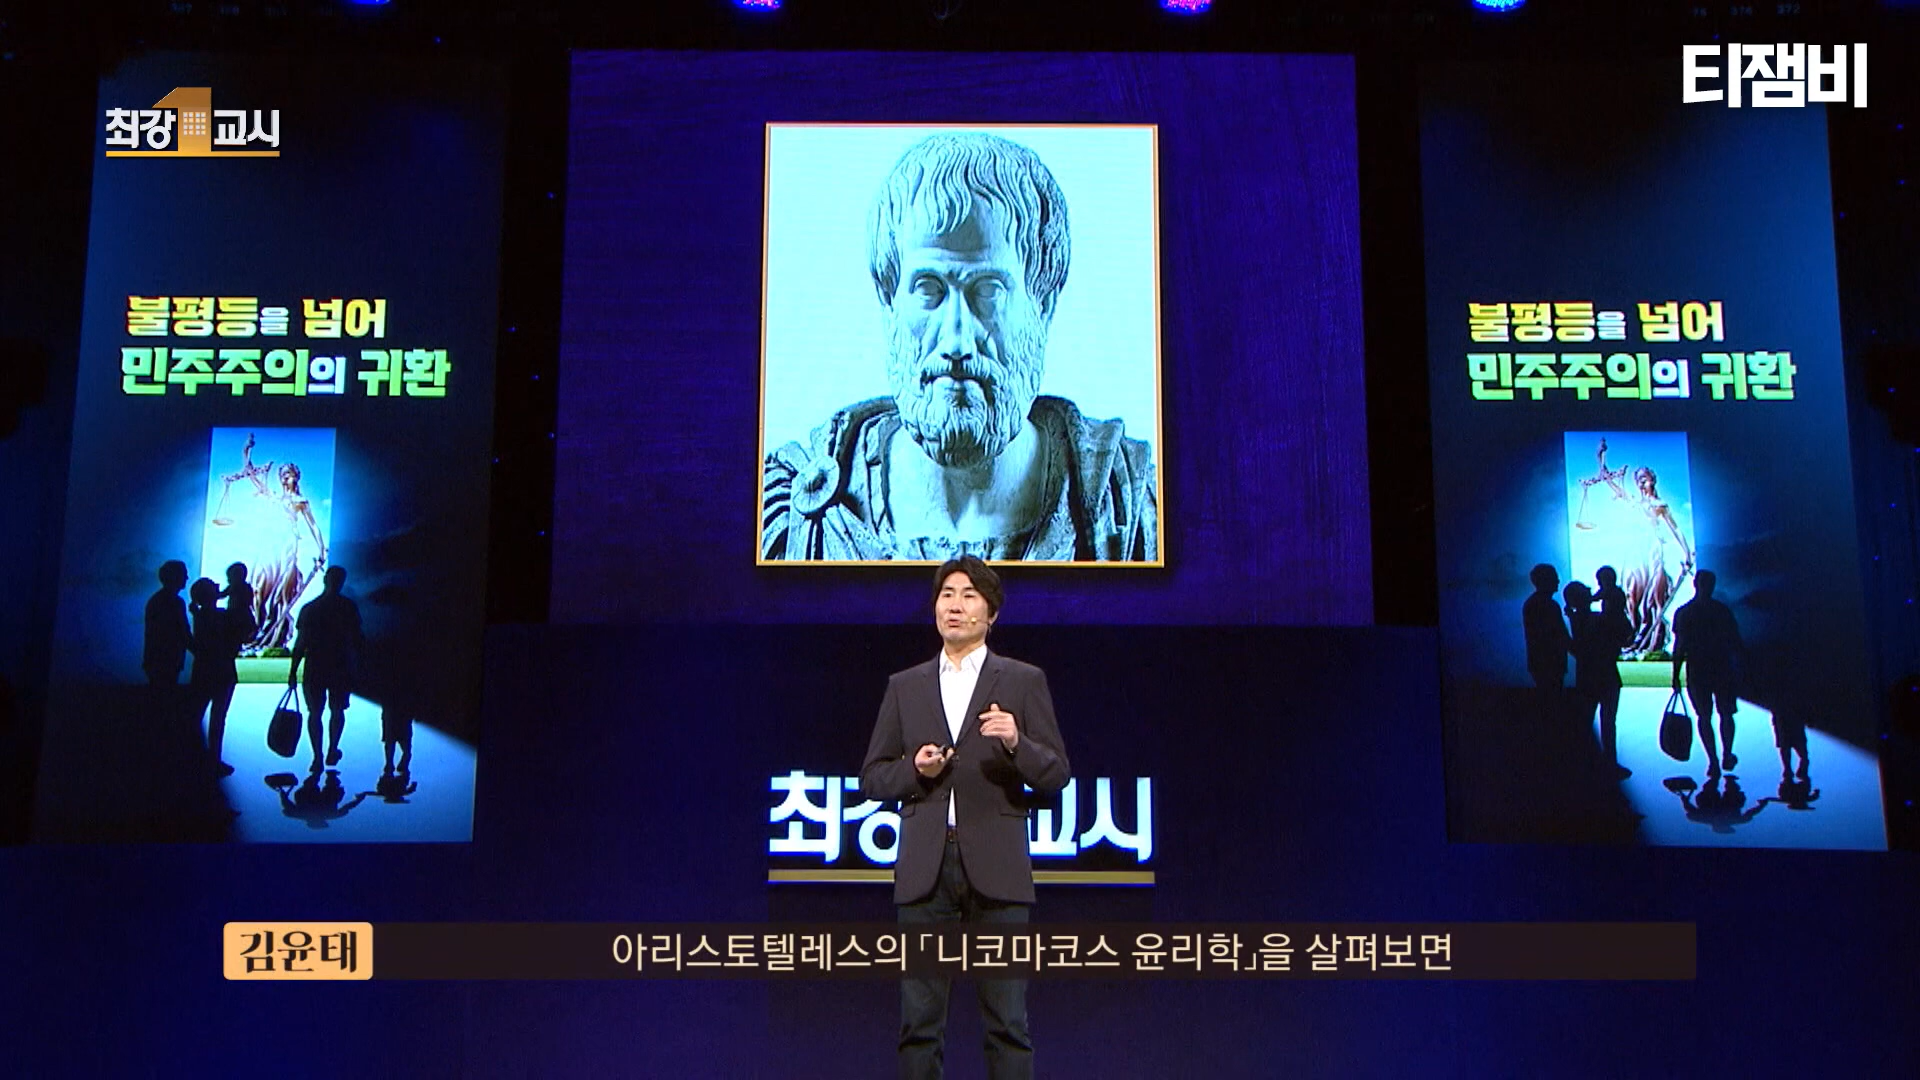 티잼비
최강1교시
불평등을 넘어
민주주의의 귀환
불평등을 넘어
민주주의의 귀환
최강 교시
김윤태
아리스토텔레스의 「니코마코스 윤리학」을 살펴보면